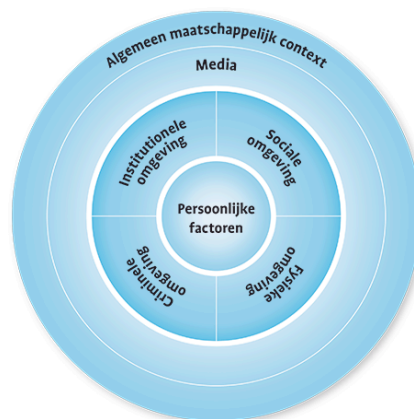 Algemeen maatschappelijk context
Media
Institutionele
omgeving
Sociale
omgeving
Persoonlijke
factoren
Criminele
omgeving
Fysieke
omgeving